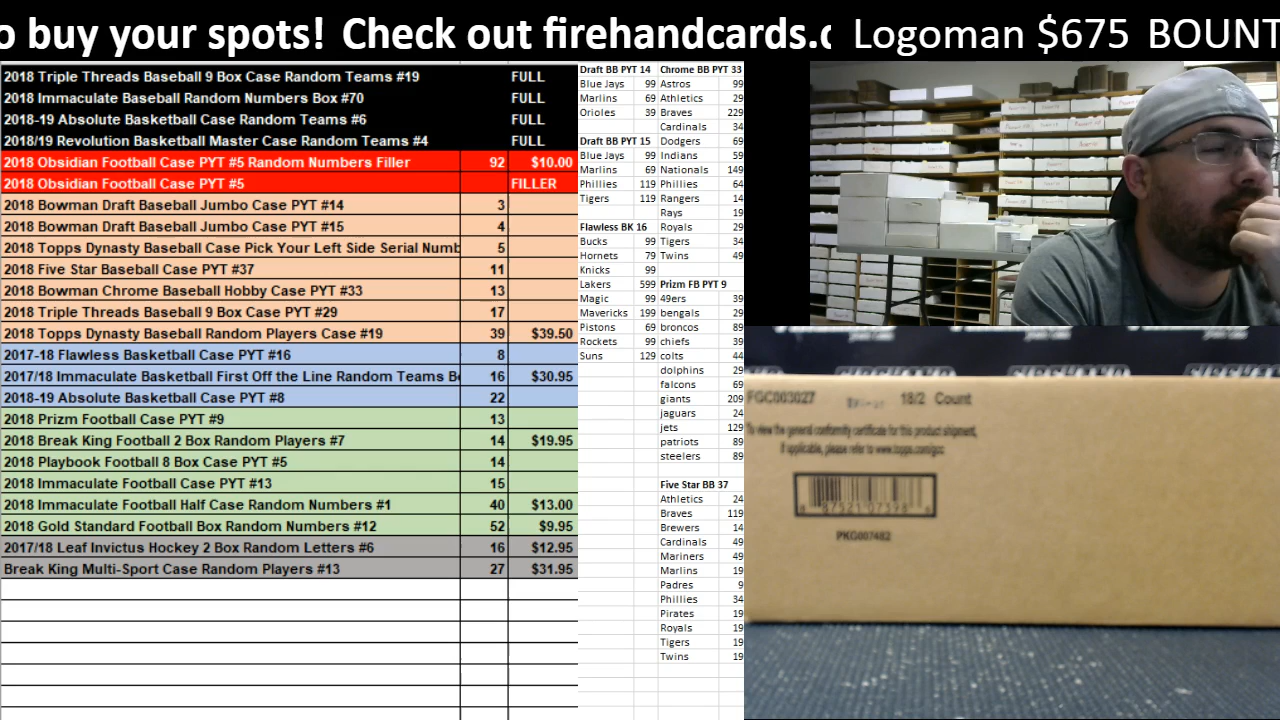 o buy your spots! Check out firehandcards.c
Logoman $675 BOUNT
2018 Triple Threads Baseball 9 Box Case Random Teams #19 FULL
2018 Immaculate Baseball Random Numbers Box #70 FULL
2018-19 Absolute Basketball Case Random Teams #6 FULL
2018/19 Revolution Basketball Master Case Random Teams #4 FULL
2018 Obsidian Football Case PYT #5 Random Numbers Filler 92 $10.00
2018 Obsidian Football Case PYT #5 FILLER
2018 Bowman Draft Baseball Jumbo Case PYT #14 3
2018 Bowman Draft Baseball Jumbo Case PYT #15 4
2018 Topps Dynasty Baseball Case Pick Your Left Side Serial Numb 5
2018 Five Star Baseball Case PYT #37 11
2018 Bowman Chrome Baseball Hobby Case PYT #33 13
2018 Triple Threads Baseball 9 Box Case PYT #29 17
2018 Topps Dynasty Baseball Random Players Case #19 39 $39.50
2017-18 Flawless Basketball Case PYT #16 8
2017/18 Immaculate Basketball First Off the Line Random Teams B 16 $30.95
2018-19 Absolute Basketball Case PYT #8 22
2018 Prizm Football Case PYT #9 13
2018 Break King Football 2 Box Random Players #7 14 $19.95
2018 Playbook Football 8 Box Case PYT #5 14
2018 Immaculate Football Case PYT #13 15
2018 Immaculate Football Half Case Random Numbers #1 40 $13.00
2018 Gold Standard Football Box Random Numbers #12 52 $9.95
2017/18 Leaf Invictus Hockey 2 Box Random Letters #6 16 $12.95
Break King Multi-Sport Case Random Players #13 27 $31.95
Draft BB PYT 14
Blue Jays 99
Marlins 69
Orioles 39
Draft BB PYT 15
Blue Jays 99
Marlins 69
Phillies 119
Tigers 119
Flawless BK 16
Bucks 99
Hornets 79
Knicks 99
Lakers 599
Magic 99
Mavericks 199
Pistons 69
Rockets 99
Suns 129
Chrome BB PYT 33
Astros 99
Athletics 29
Braves 229
Cardinals 34
Dodgers 69
Indians 59
Nationals 149
Phillies 64
Rangers 14
Rays 19
Royals 29
Tigers 34
Twins 49
Prizm FB PYT 9
49ers 39
bengals 29
broncos 89
chiefs 39
colts 44
dolphins 29
falcons 69
giants 209
jaguars 24
jets 129
patriots 89
steelers 89
Five Star BB 37
Athletics 24
Braves 119
Brewers 14
Cardinals 49
Mariners 49
Marlins 19
Padres 9
Phillies 34
Pirates 19
Royals 19
Tigers 19
Twins 19
FGC003027 18/2 Count
To view the general conformity certificate for this product shipment,
if applicable, please refer to www.topps.com/gcc
PKG007482